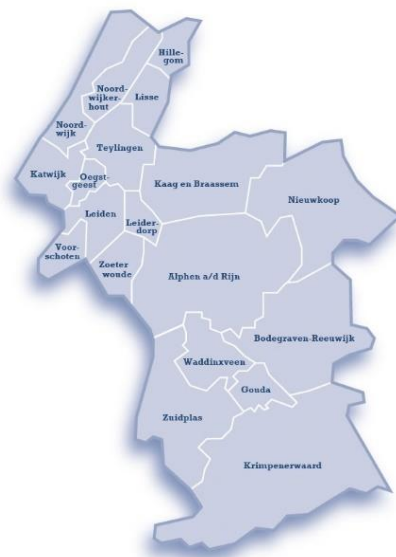 Hille-
gom
Noord-
wijker-
hout
Lisse
Noord-
wijk
Teylingen
Katwijk
Oegst-
geest
Kaag en Braassem
Nieuwkoop
Leiden
Leider-
dorp
Voor-
schoten
Zoeter
woude
Alphen a/d Rijn
Bodegraven-Reeuwijk
Waddinxveen
Gouda
Zuidplas
Krimpenerwaard